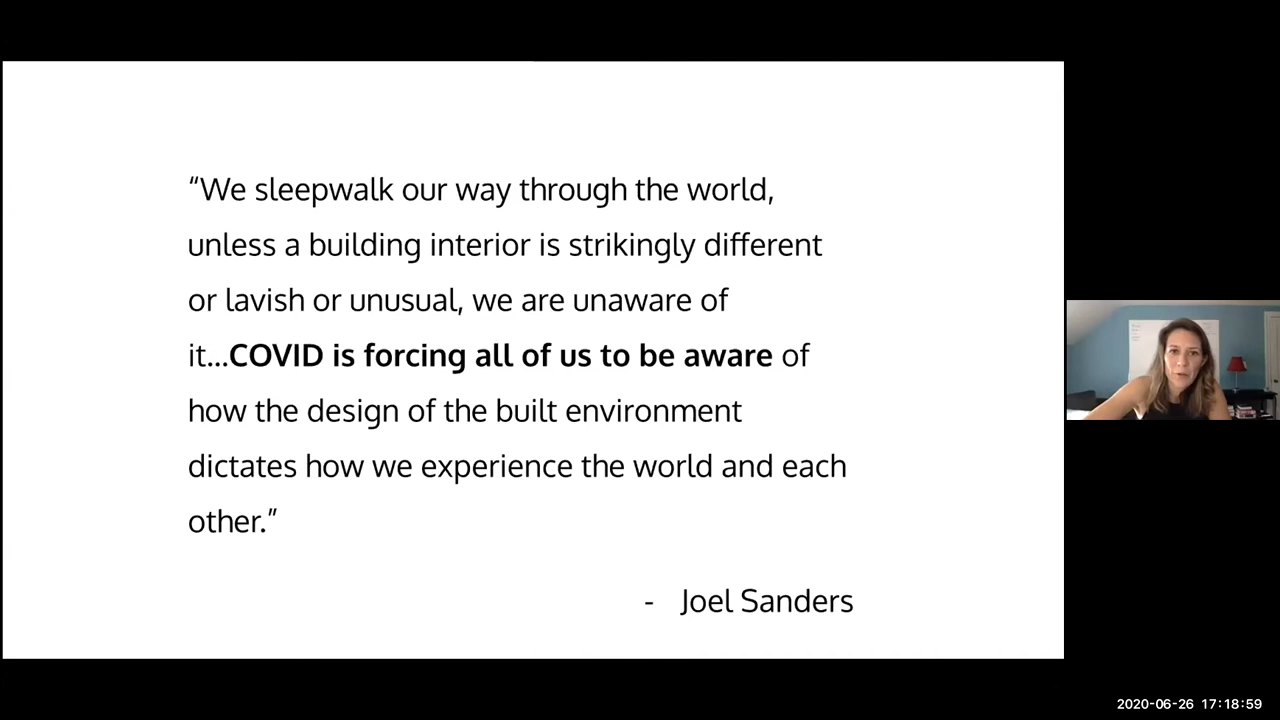 “We sleepwalk our way through the world,
unless a building interior is strikingly different
or lavish or unusual, we are unaware of
it...COVID is forcing all of us to be aware of
how the design of the built environment
dictates how we experience the world and each
other.”
- Joel Sanders
2020-06-26 17:18:59